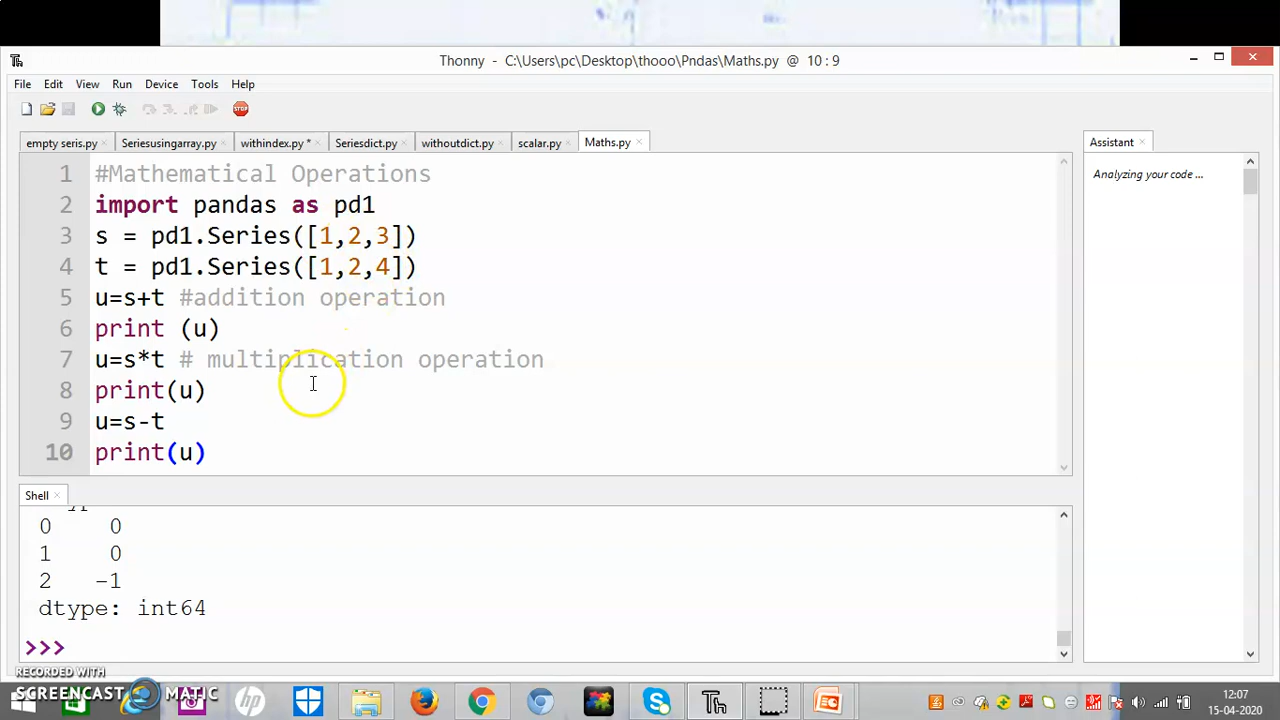 Thonny - C:\Users\pc\Desktop\thooo\Pndas\Maths.py @ 10 : 9
File Edit View Run Device Tools Help
STOP
empty seris.py Seriesusingarray.py withindex.py * Seriesdict.py withoutdict.py scalar.py Maths.py
Assistant
Analyzing your code ...
1 #Mathematical Operations
2 import pandas as pd1
3 s = pd1.Series([1,2,3])
4 t = pd1.Series([1,2,4])
5 u=s+t #addition operation
6 print (u)
7 u=s*t # multiplication operation
8 print(u)
9 u=s-t
10 print(u)
Shell
0 0
1 0
2 -1
dtype: int64
>>>
RECORDED WITH
SCREENCAST MATIC
hp
12:07
15-04-2020